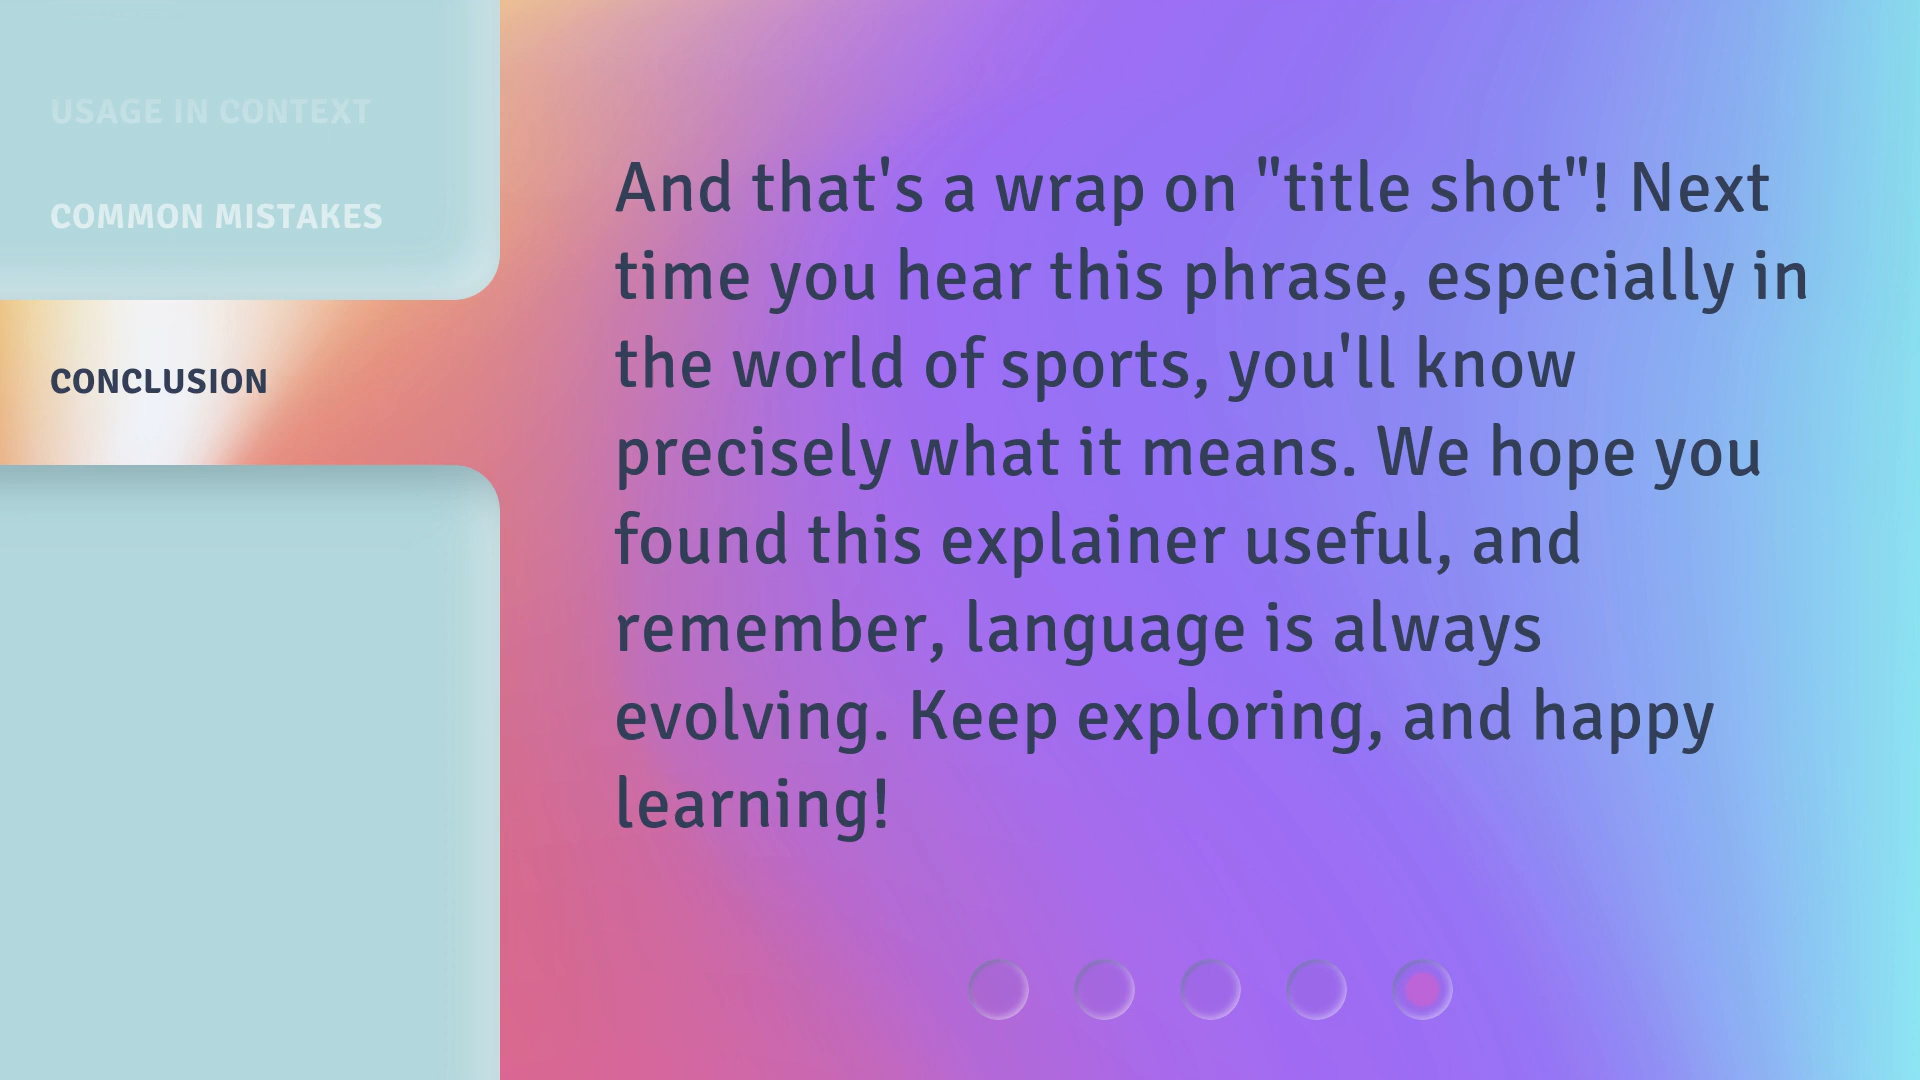 USAGE IN CONTEXT
COMMON MISTAKES
CONCLUSION
And that's a wrap on "title shot"! Next
time you hear this phrase, especially in
the world of sports, you'll know
precisely what it means. We hope you
found this explainer useful, and
remember, language is always
evolving. Keep exploring, and happy
learning!